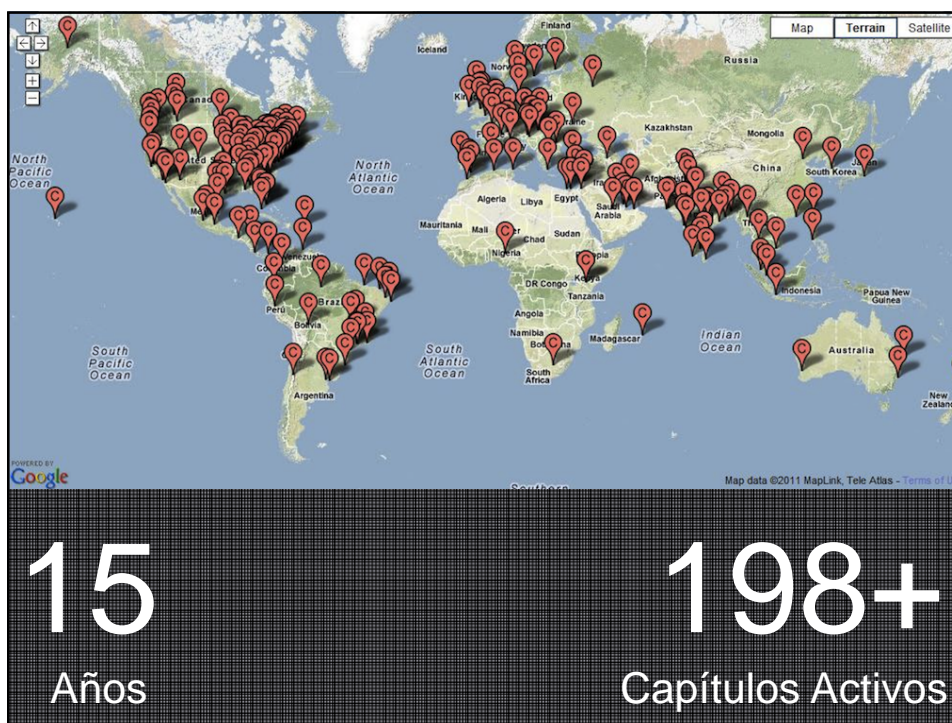 Finland
Iceland
Map
Terrain
Satellite
Russia
North
Pacific
Ocean
North
Atlantic
Ocean
Kazakhstan
Mongolia
China
South Korea
Algeria
Libya
Egypt
Saudi
Arabia
Mauritania
Mali
Chad
Sudan
Nigeria
DR Congo
Tanzania
Angola
Namibia
Madagascar
South
Africa
Indonesia
Papua New
Guinea
Perú
Bolivia
Argentina
South
Pacific
Ocean
South
Atlantic
Ocean
Indian
Ocean
Australia
New
POWERED BY
Google
Map data ©2011 MapLink, Tele Atlas -
15
198+
Años
Capítulos Activos